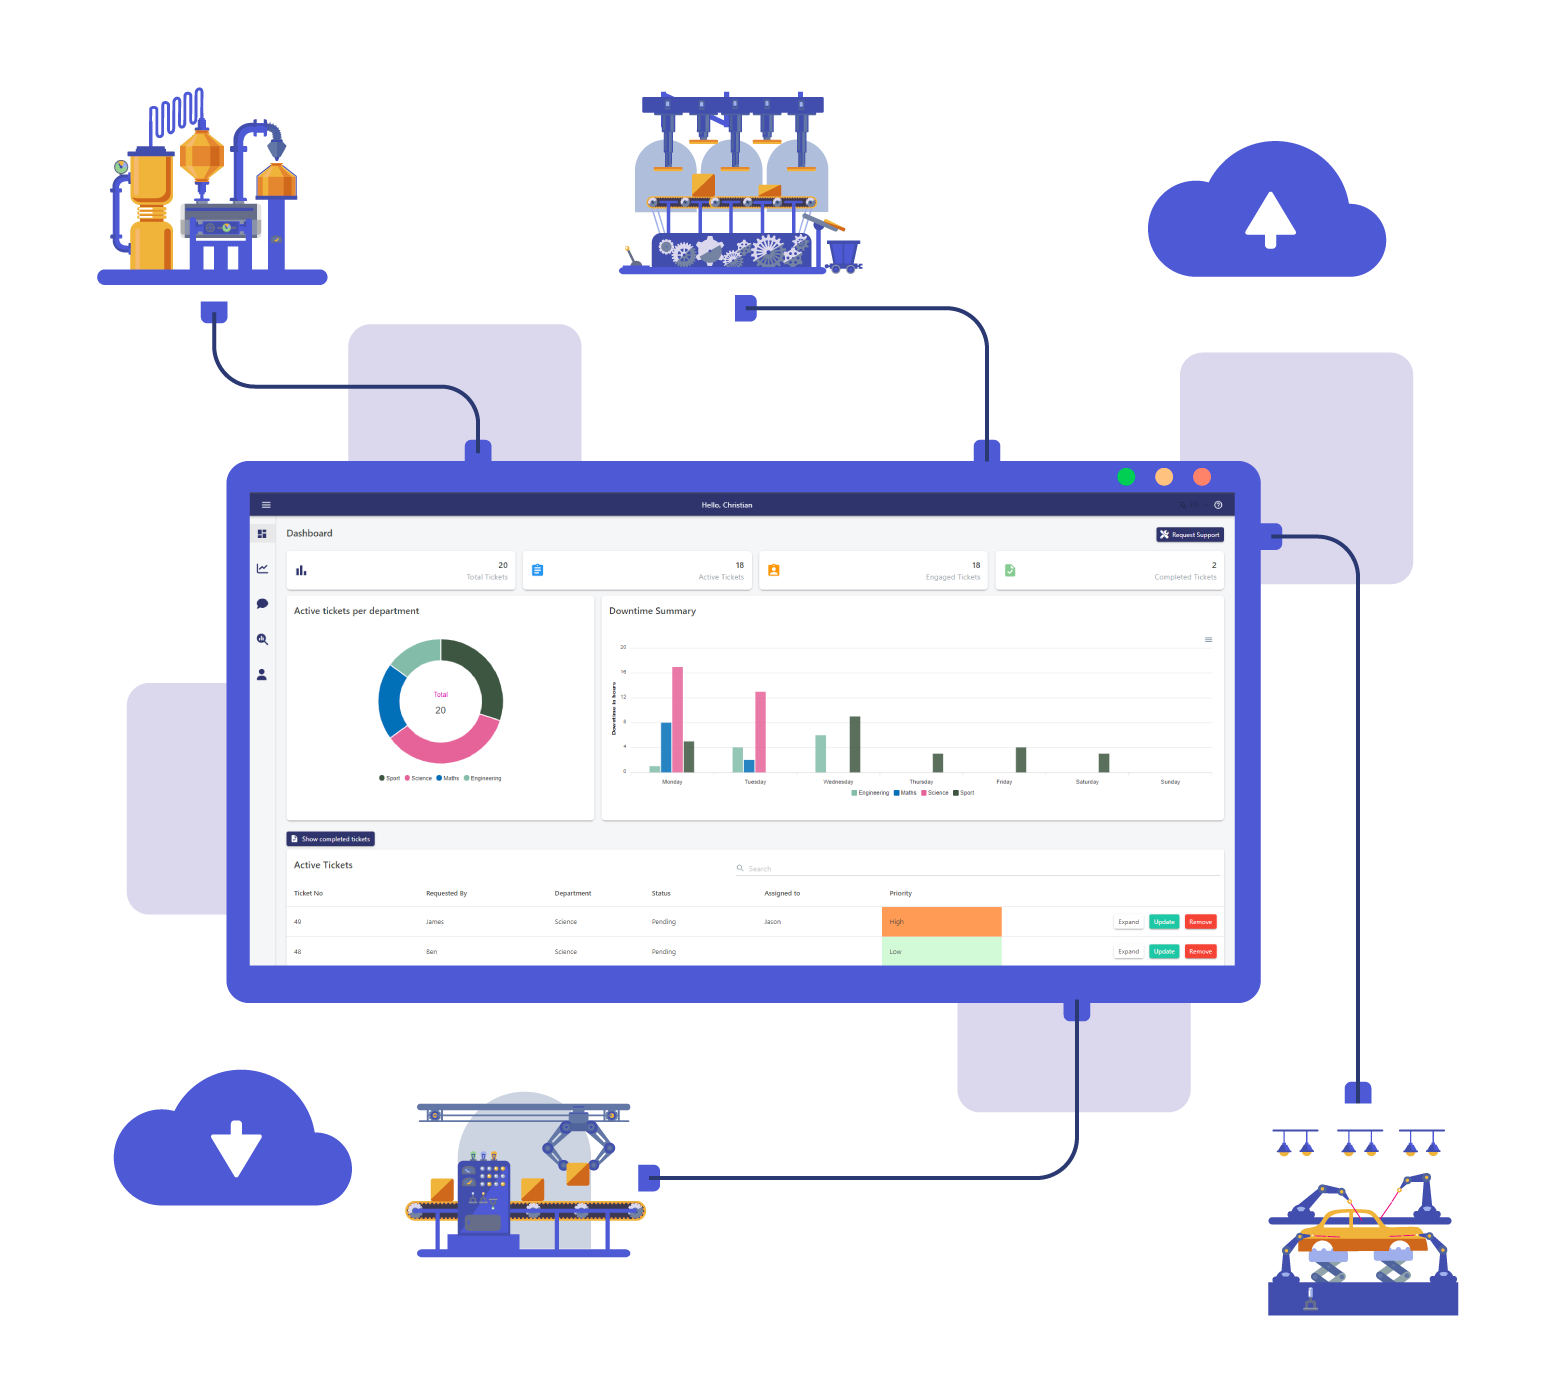 Hello, Christian
Dashboard
Request Support
20
Total Tickets
18
Active Tickets
18
Engaged Tickets
2
Completed Tickets
Active tickets per department
Total
20
Sport Science Maths Engineering
Downtime Summary
20
16
12
8
4
0
Downtime in hours
Monday Tuesday Wednesday Thursday Friday Saturday Sunday
Engineering Maths Science Sport
Show completed tickets
Active Tickets
Search
Ticket No Requested By Department Status Assigned to Priority
49 James Science Pending Jason High Expand Update Remove
48 Ben Science Pending Low Expand Update Remove